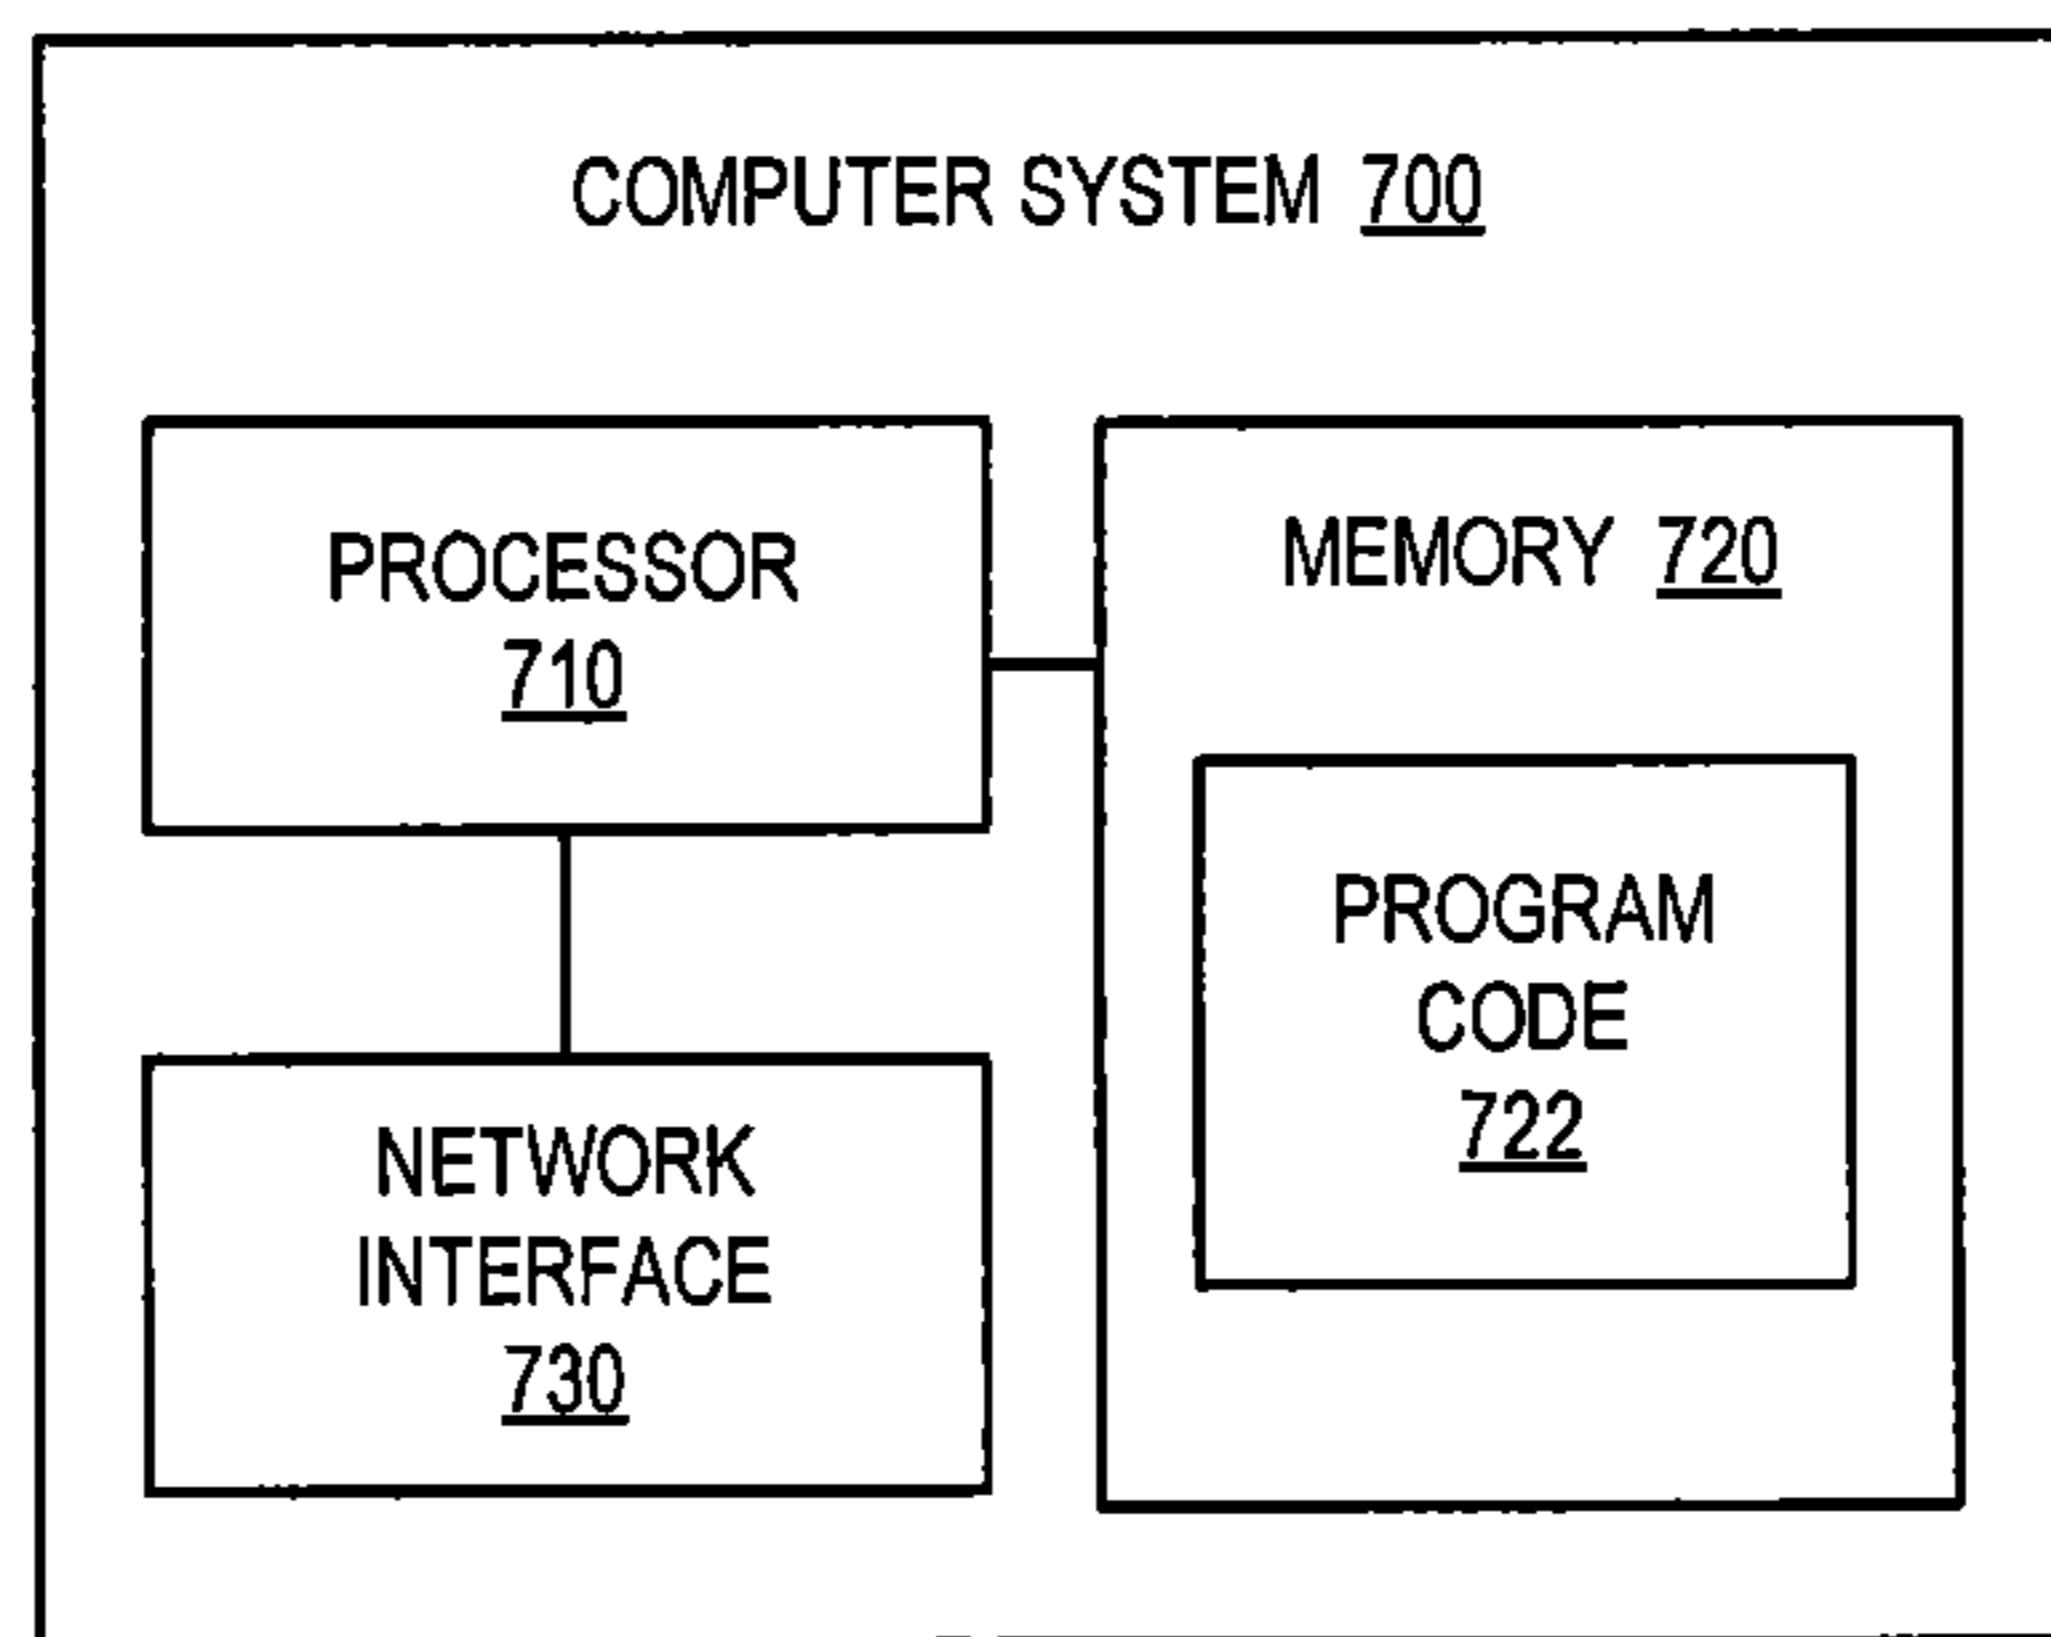 COMPUTER SYSTEM 700
PROCESSOR
710
MEMORY 720
PROGRAM
CODE
722
NETWORK
INTERFACE
730